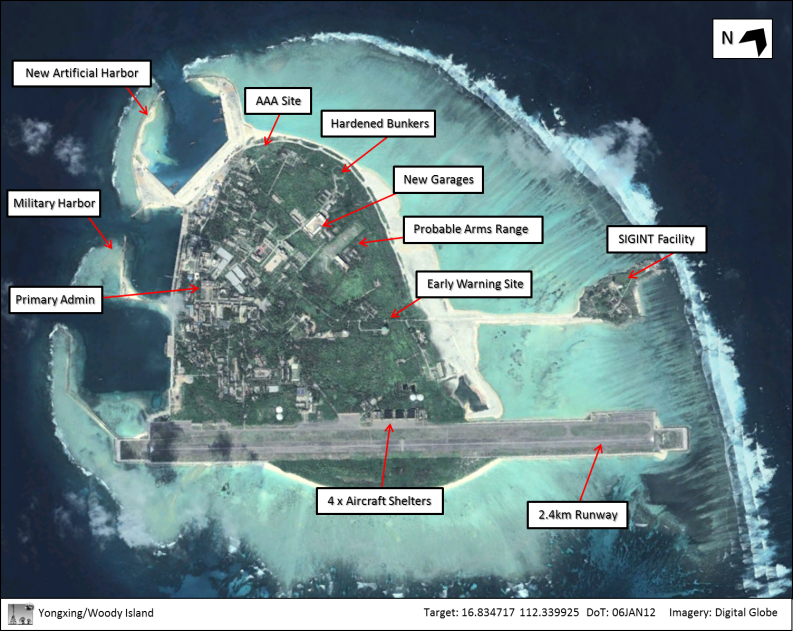 N
New Artificial Harbor
AAA Site
Hardened Bunkers
New Garages
Military Harbor
Probable Arms Range
SIGINT Facility
Early Warning Site
Primary Admin
4 x Aircraft Shelters
2.4km Runway
Yongxing/Woody Island
Target: 16.834717 112.339925 DoT: 06JAN12 Imagery: Digital Globe